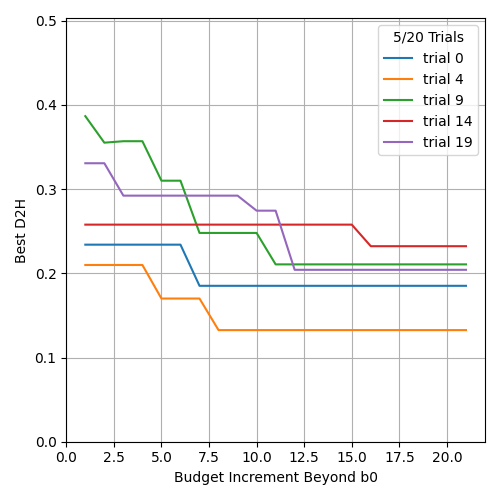 5/20 Trials
trial 0
trial 4
trial 9
trial 14
trial 19
Best D2H
0.5
0.4
0.3
0.2
0.1
0.0
0.0 2.5 5.0 7.5 10.0 12.5 15.0 17.5 20.0
Budget Increment Beyond b0